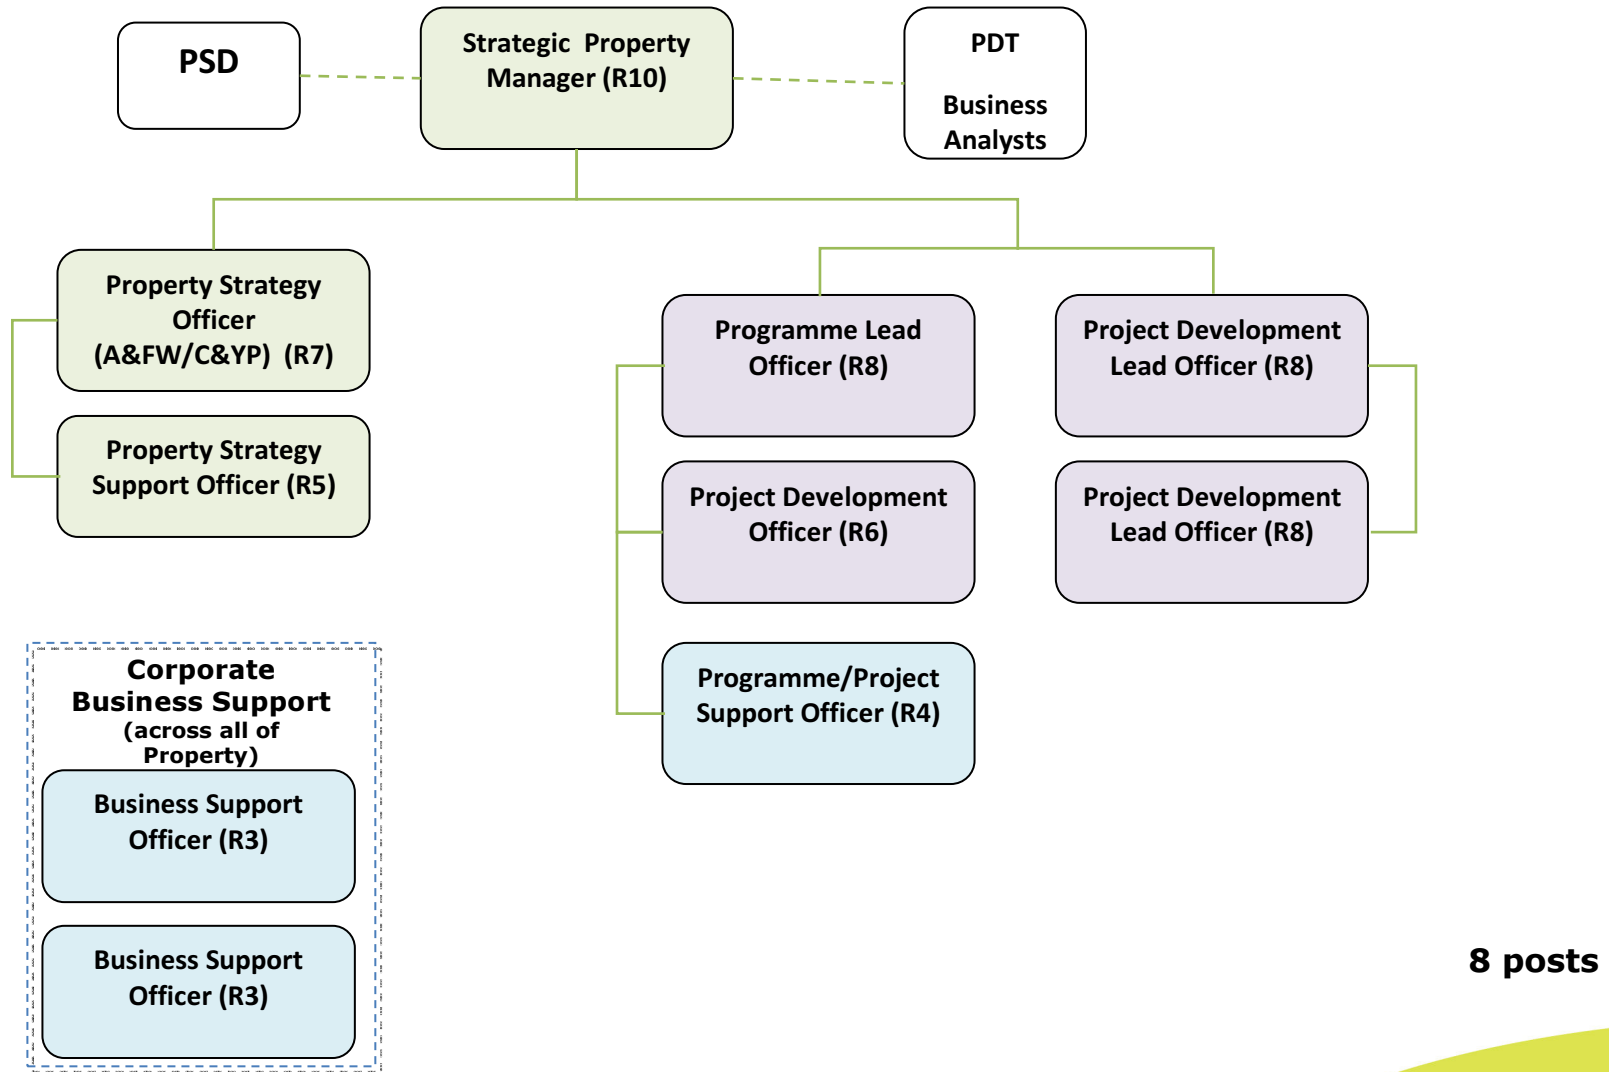 PSD
Strategic Property
Manager (R10)
PDT
Business
Analysts
Property Strategy
Officer
(A&FW/C&YP) (R7)
Property Strategy
Support Officer (R5)
Programme Lead
Officer (R8)
Project Development
Lead Officer (R8)
Project Development
Officer (R6)
Project Development
Lead Officer (R8)
Programme/Project
Support Officer (R4)
Corporate
Business Support
(across all of
Property)
Business Support
Officer (R3)
Business Support
Officer (R3)
8 posts